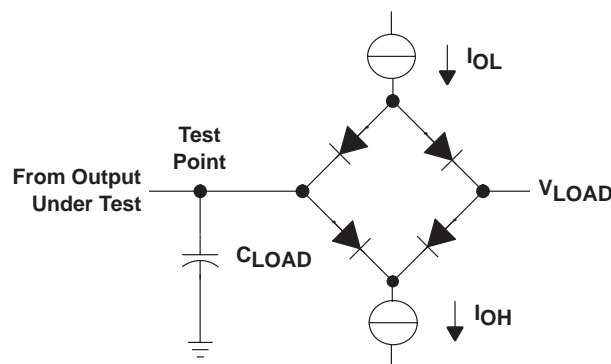 IOL
Test
Point
From Output
Under Test
VLOAD
CLOAD
IOH